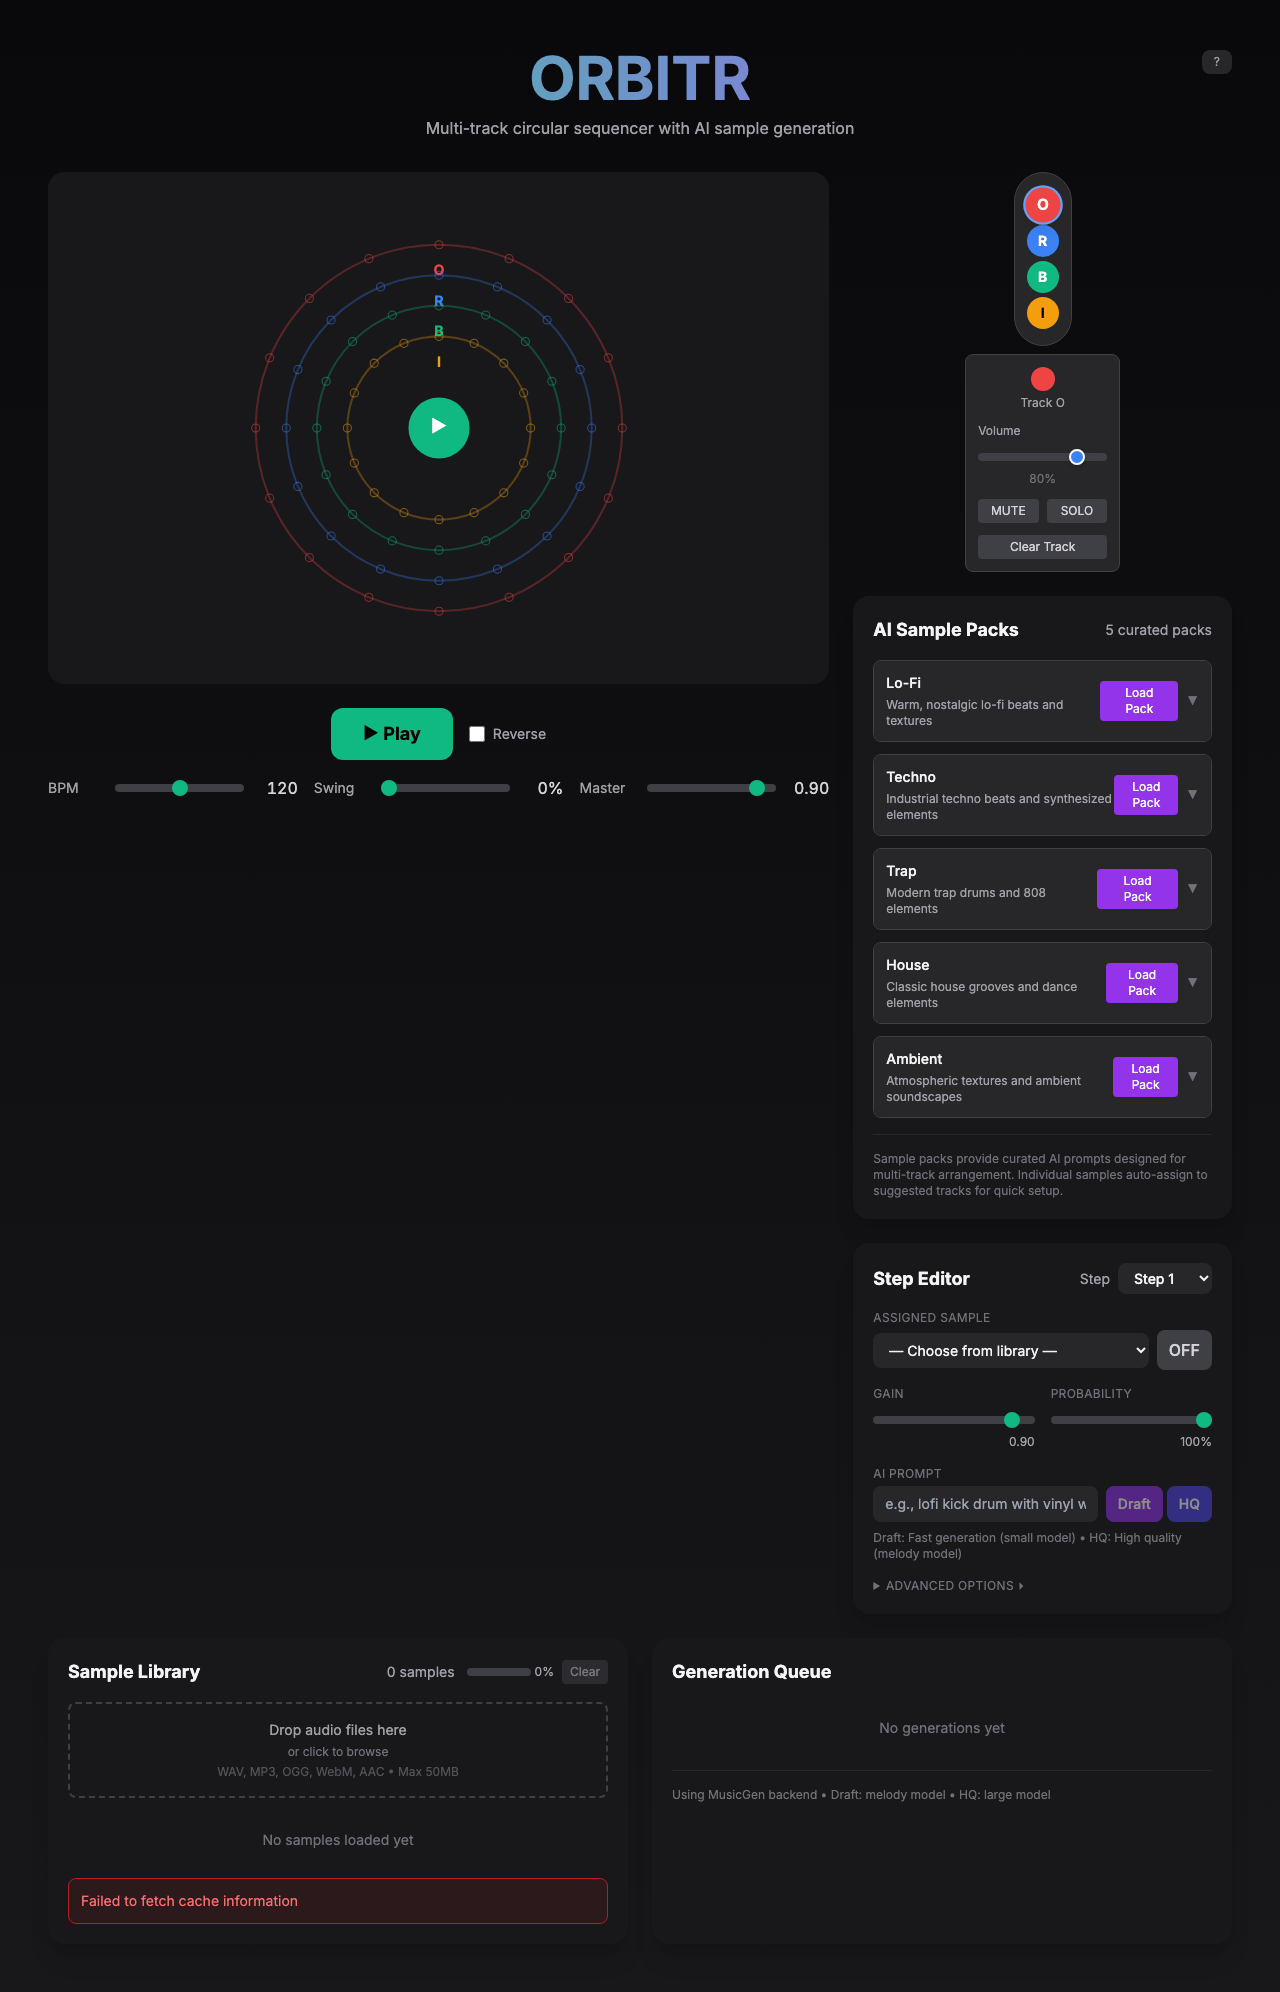 ORBITR
?
Multi-track circular sequencer with AI sample generation
O
R
B
I
▶
O
R
B
I
Track O
Volume
80%
MUTE SOLO
Clear Track
▶ Play
Reverse
BPM 120 Swing 0% Master 0.90
AI Sample Packs 5 curated packs
Lo-Fi
Warm, nostalgic lo-fi beats and
textures
Load
Pack
▼
Techno
Industrial techno beats and synthesized
elements
Load
Pack
▼
Trap
Modern trap drums and 808
elements
Load
Pack
▼
House
Classic house grooves and dance
elements
Load
Pack
▼
Ambient
Atmospheric textures and ambient
soundscapes
Load
Pack
▼
Sample packs provide curated AI prompts designed for
multi-track arrangement. Individual samples auto-assign to
suggested tracks for quick setup.
Step Editor Step Step 1
ASSIGNED SAMPLE
— Choose from library — OFF
GAIN PROBABILITY
0.90 100%
AI PROMPT
e.g., lofi kick drum with vinyl w Draft HQ
Draft: Fast generation (small model) • HQ: High quality
(melody model)
▶ ADVANCED OPTIONS ▸
Sample Library 0 samples 0% Clear
Drop audio files here
or click to browse
WAV, MP3, OGG, WebM, AAC • Max 50MB
No samples loaded yet
Failed to fetch cache information
Generation Queue
No generations yet
Using MusicGen backend • Draft: melody model • HQ: large model